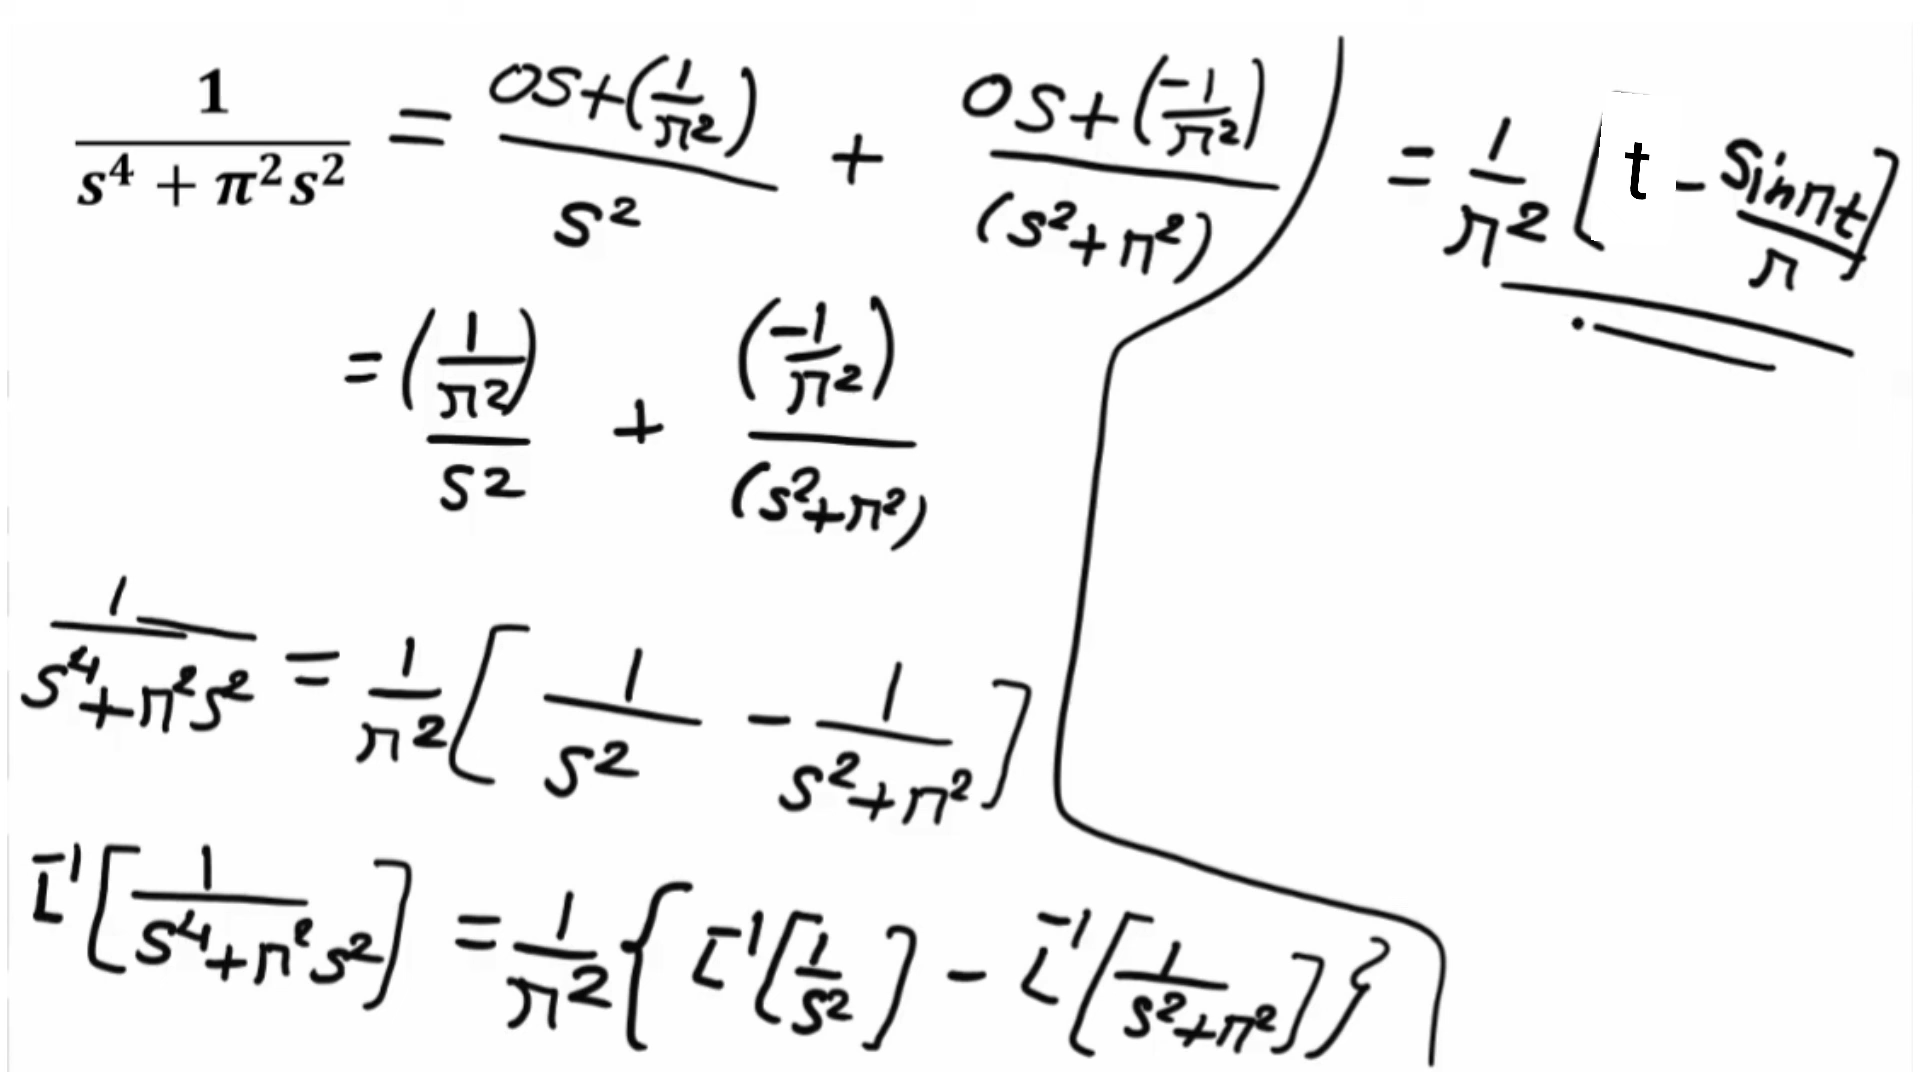 1/(s⁴ + π²s²) = (0s + (1/π²))/s² + (0s + (-1/π²))/(s² + π²)
= (1/π²)/s² + (-1/π²)/(s² + π²)
1/(s⁴ + π²s²) = 1/π² [1/s² - 1/(s² + π²)]
L⁻¹[1/(s⁴ + π²s²)] = 1/π² {L⁻¹[1/s²] - L⁻¹[1/(s² + π²)]}
= 1/π² [t - sinπt/π]